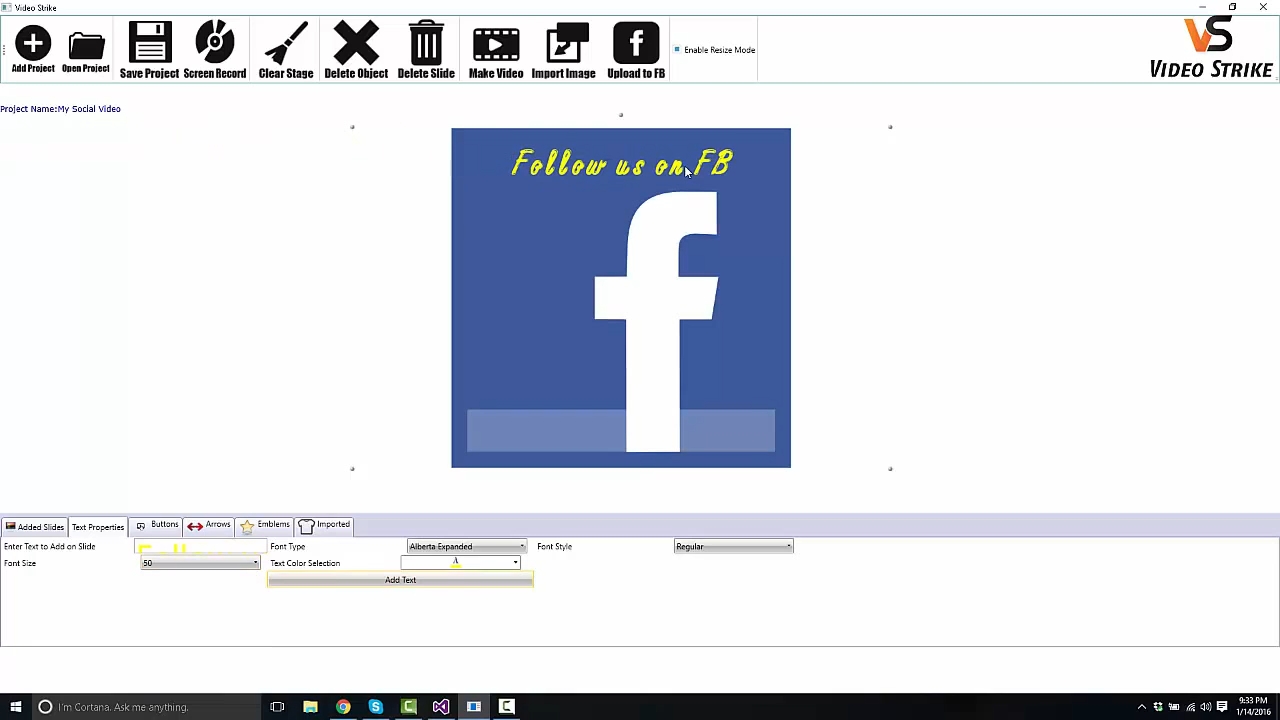 Video Strike
Add Project
Open Project
Save Project
Screen Record
Clear Stage
Delete Object
Delete Slide
Make Video
Import Image
Upload to FB
Enable Resize Mode
VS
VIDEO STRIKE
Project Name:My Social Video
Follow us on FB
f
Added Slides
Text Properties
Buttons
Arrows
Emblems
Imported
Enter Text to Add on Slide
Font Type
Alberta Expanded
Font Style
Regular
Font Size
50
Text Color Selection
A
Add Text
I'm Cortana. Ask me anything.
9:33 PM
1/14/2016